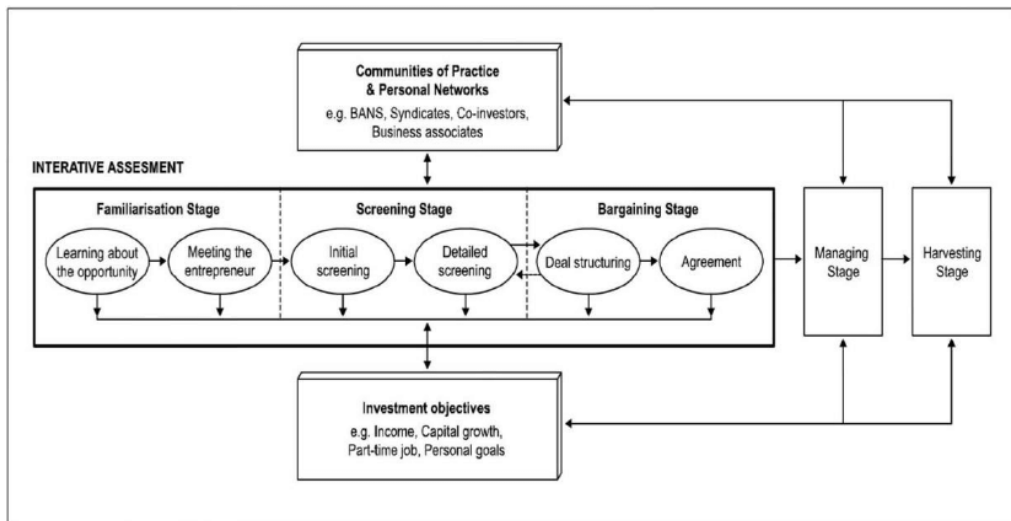 Communities of Practice
& Personal Networks
e.g. BANS, Syndicates, Co-investors,
Business associates
INTERATIVE ASSESMENT
Familiarisation Stage
Screening Stage
Bargaining Stage
Learning about
the opportunity
Meeting the
entrepreneur
Initial
screening
Detailed
screening
Deal structuring
Agreement
Managing
Stage
Harvesting
Stage
Investment objectives
e.g. Income, Capital growth,
Part-time job, Personal goals